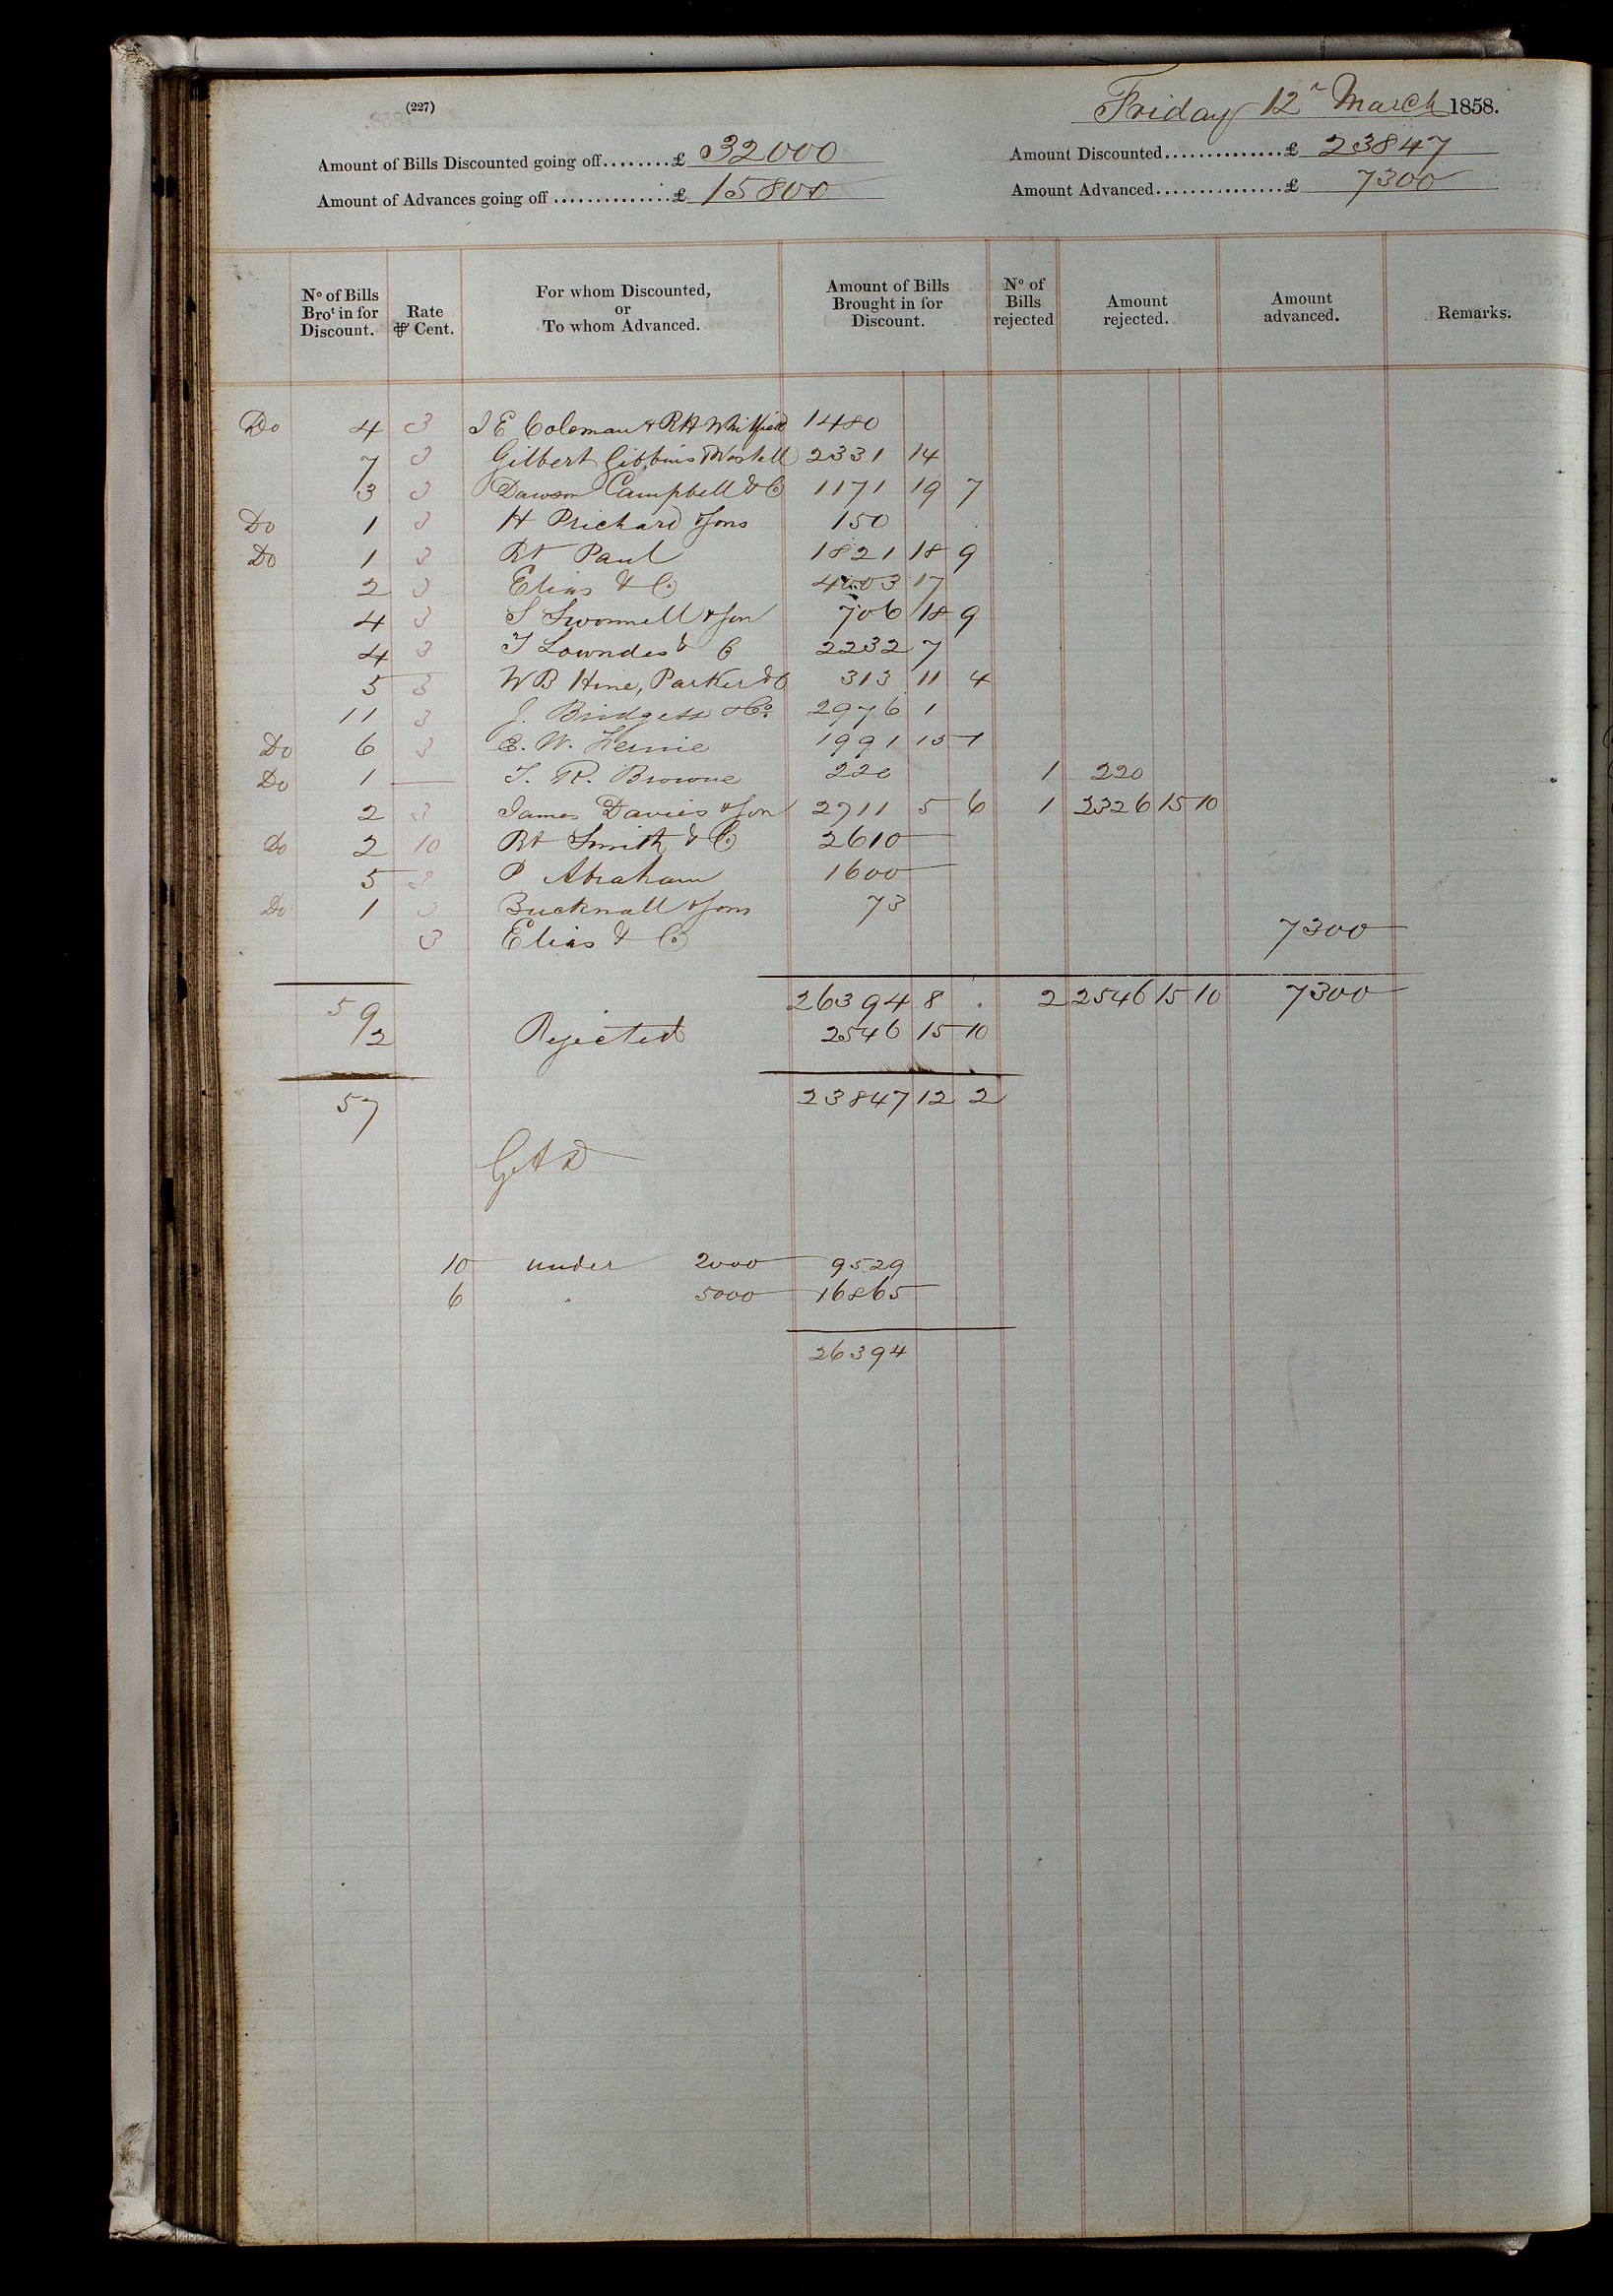 (227)
Friday 12th March 1858.
Amount of Bills Discounted going off........£ 32000
Amount Discounted..............£ 23847
Amount of Advances going off..............£ 15800
Amount Advanced...............£ 7300
No of Bills Brot in for Discount. Rate ⅌ Cent. For whom Discounted, or To whom Advanced. Amount of Bills Brought in for Discount. No of Bills rejected Amount rejected. Amount advanced. Remarks.
Do 4 3 J E Coleman & R H Whitfield 1480
7 3 Gilbert Gibbins & Westell 2331 14
3 3 Dawson Campbell & Co 1171 19 7
Do 1 3 H Prichard & Sons 150
Do 1 3 Rt Paul 1821 18 9
2 3 Elias & Co 4003 17
4 3 S Swonnell & Son 706 18 9
4 3 T Lowndes & C 2232 7
5 3 W B Hine, Parker & C 313 11 4
11 3 J. Bridgett & Co. 2976 1
Do 6 3 E. W. Fernie 1991 15 1
Do 1 — T. R. Browne 220 1 220
2 3 James Davies & Son 2711 5 6 1 2326 15 10
Do 2 10 Rt Smith & Co 2610
5 3 P Abraham 1600
Do 1 3 Bucknall & Sons 73
3 Elias & Co 7300
59 26394 8 . 2 2546 15 10 7300
2 Rejected 2546 15 10
57 23847 12 2
10 under 2000 9529
6 " 5000 16865
26394